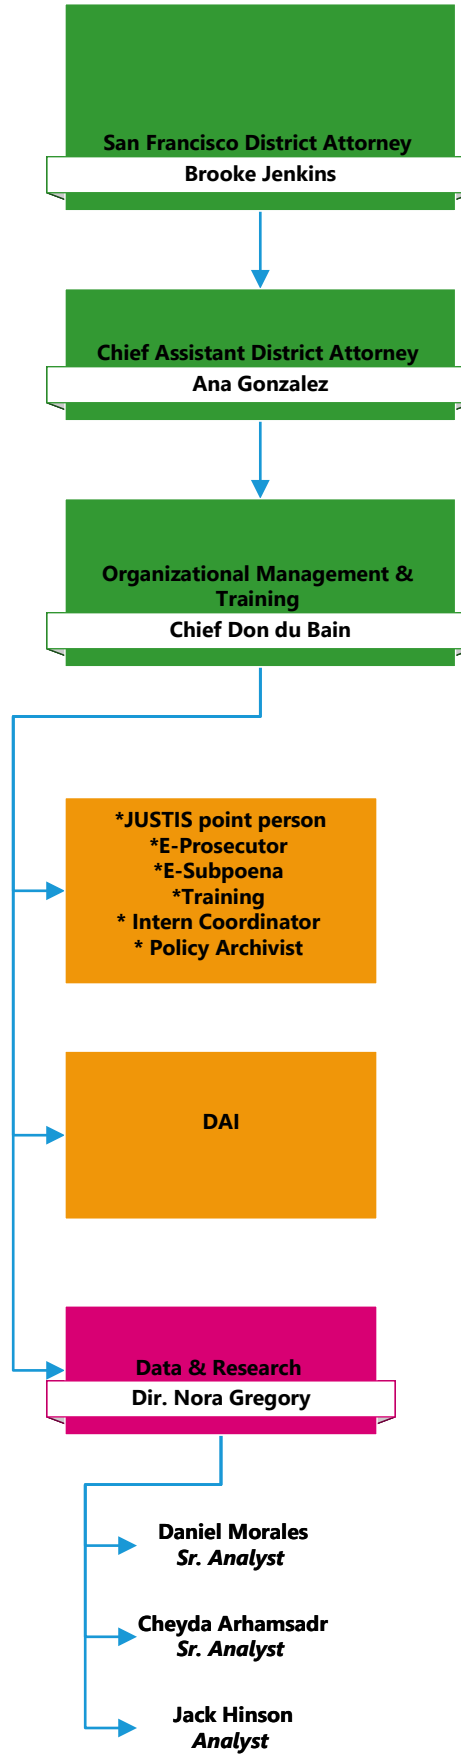 San Francisco District Attorney
Brooke Jenkins
Chief Assistant District Attorney
Ana Gonzalez
Organizational Management &
Training
Chief Don du Bain
*JUSTIS point person
*E-Prosecutor
*E-Subpoena
*Training
* Intern Coordinator
* Policy Archivist
DAI
Data & Research
Dir. Nora Gregory
Daniel Morales
Sr. Analyst
Cheyda Arhamsadr
Sr. Analyst
Jack Hinson
Analyst